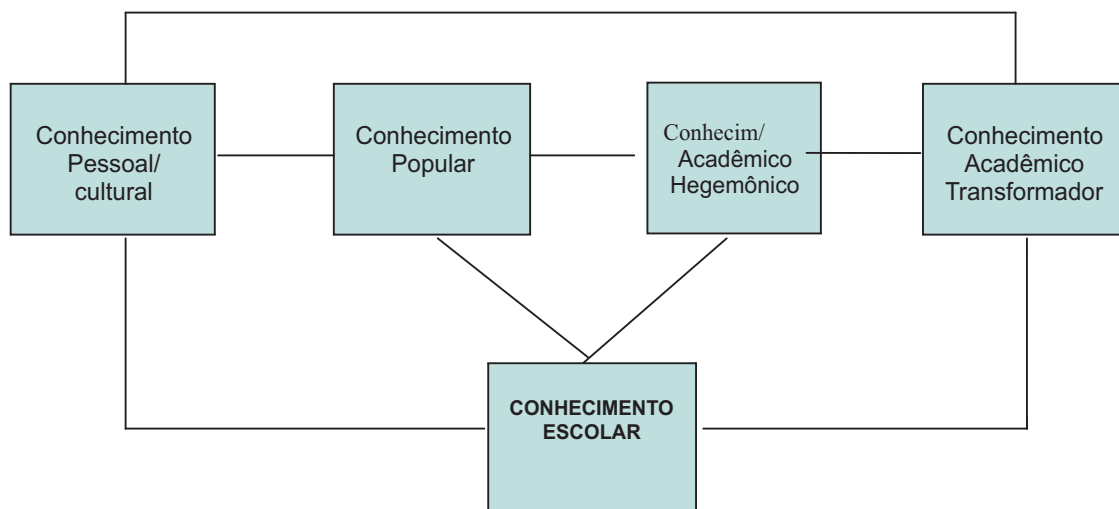 Conhecimento
Pessoal/
cultural
Conhecimento
Popular
Conhecim/
Acadêmico
Hegemônico
Conhecimento
Acadêmico
Transformador
CONHECIMENTO
ESCOLAR